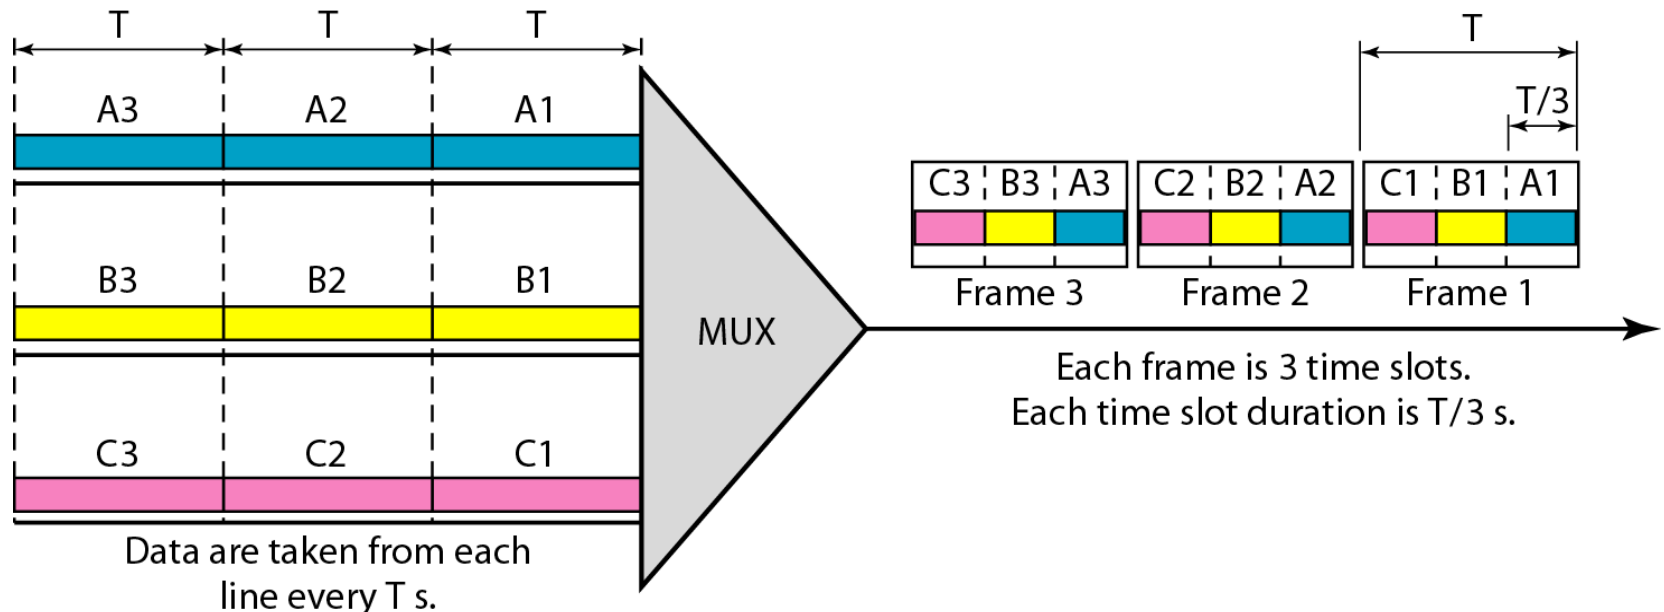 T T T
T
T/3
A3 A2 A1
C3 B3 A3 C2 B2 A2 C1 B1 A1
B3 B2 B1
Frame 3 Frame 2 Frame 1
MUX
Each frame is 3 time slots.
Each time slot duration is T/3 s.
C3 C2 C1
Data are taken from each
line every T s.